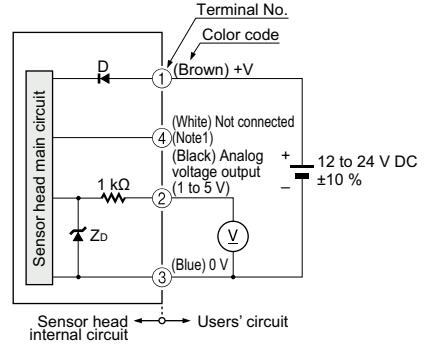 Terminal No.
Color code
D
1
(Brown) +V
Sensor head main circuit
4
(White) Not connected
(Note1)
(Black) Analog
voltage output
(1 to 5 V)
1 kΩ
2
+
12 to 24 V DC
–
±10 %
ZD
V
3
(Blue) 0 V
Sensor head
internal circuit
Users' circuit